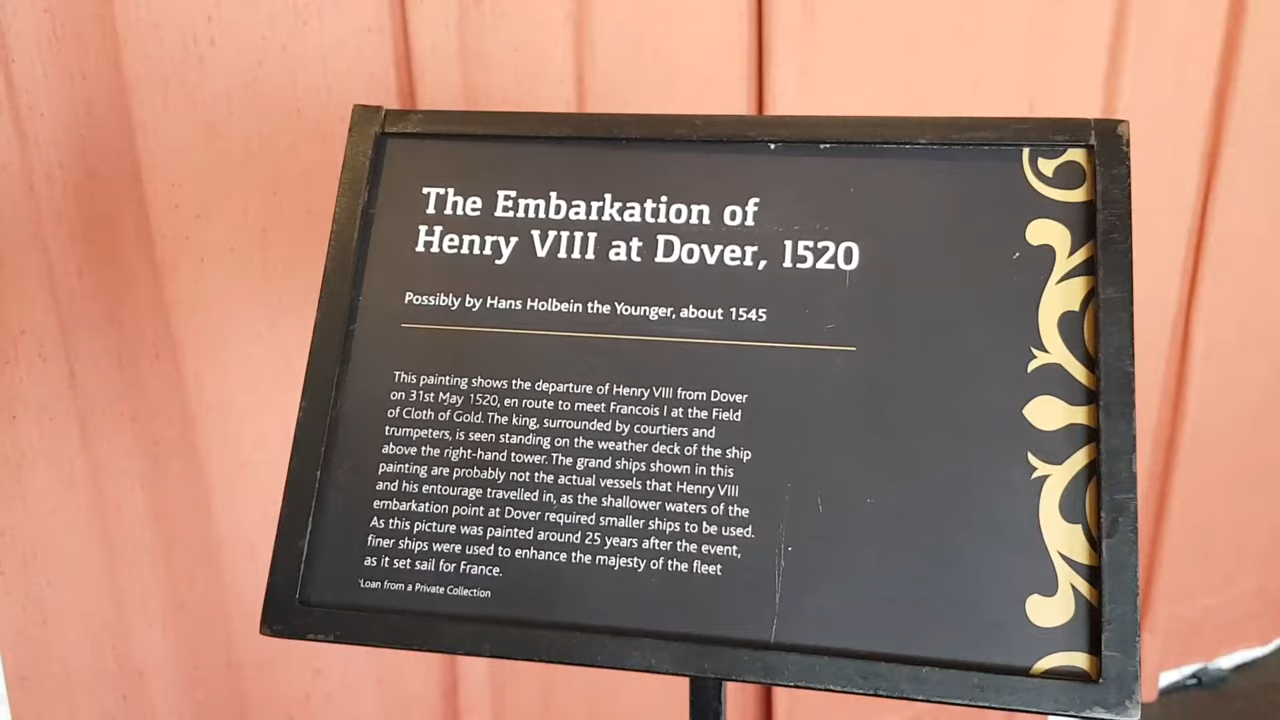 The Embarkation of
Henry VIII at Dover, 1520
Possibly by Hans Holbein the Younger, about 1545
This painting shows the departure of Henry VIII from Dover
on 31st May 1520, en route to meet Francois I at the Field
of Cloth of Gold. The king, surrounded by courtiers and
trumpeters, is seen standing on the weather deck of the ship
above the right-hand tower. The grand ships shown in this
painting are probably not the actual vessels that Henry VIII
and his entourage travelled in, as the shallower waters of the
embarkation point at Dover required smaller ships to be used.
As this picture was painted around 25 years after the event,
finer ships were used to enhance the majesty of the fleet
as it set sail for France.
Loan from a Private Collection